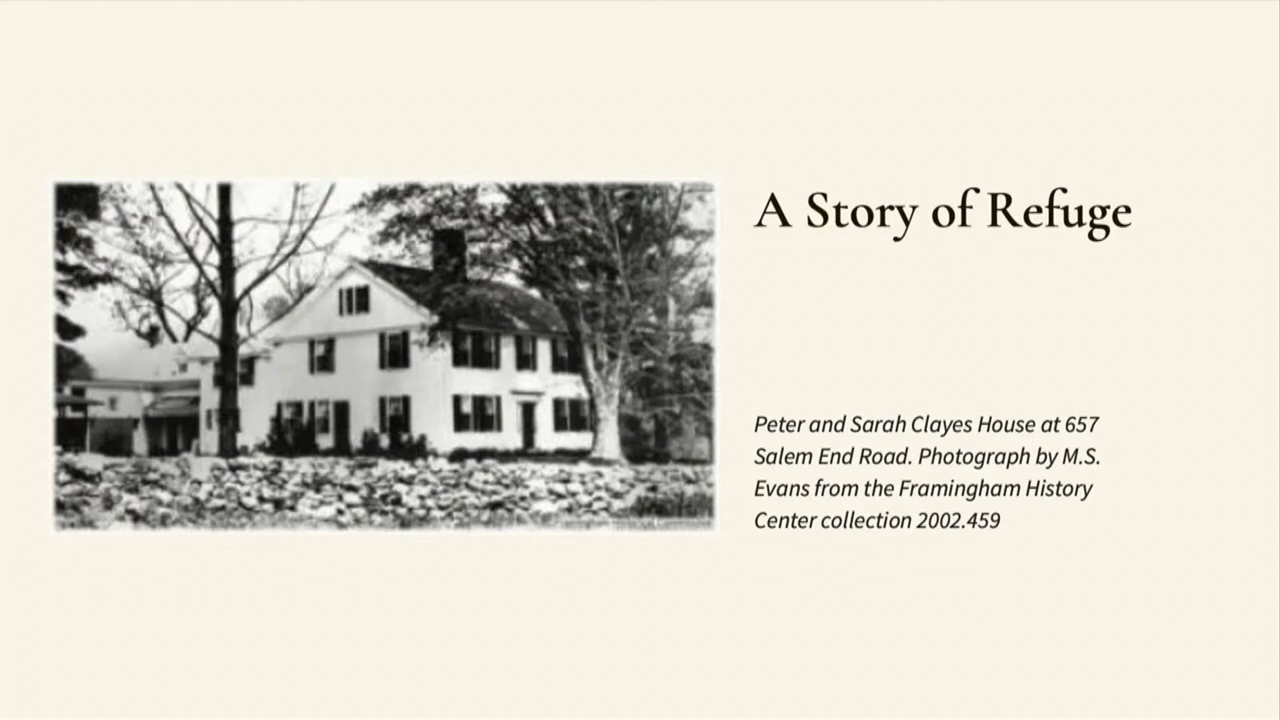 A Story of Refuge
Peter and Sarah Clayes House at 657
Salem End Road. Photograph by M.S.
Evans from the Framingham History
Center collection 2002.459